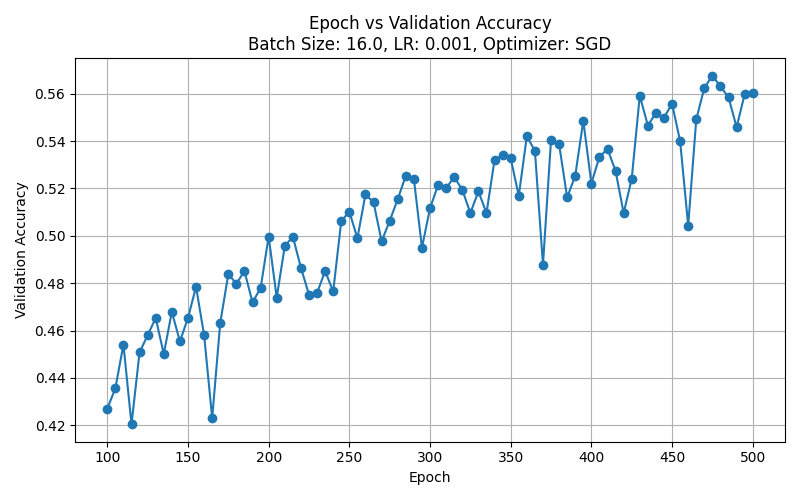 Epoch vs Validation Accuracy
Batch Size: 16.0, LR: 0.001, Optimizer: SGD
Validation Accuracy
0.56
0.54
0.52
0.50
0.48
0.46
0.44
0.42
100 150 200 250 300 350 400 450 500
Epoch